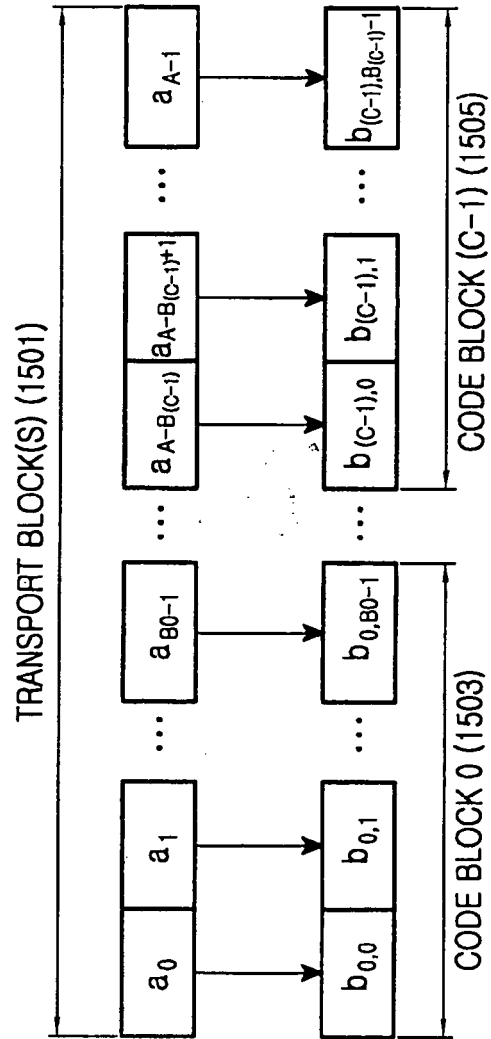 TRANSPORT BLOCK(S) (1501)
a0 a1 ... aB0-1 ... aA-B(C-1) aA-B(C-1)+1 ... aA-1
b0,0 b0,1 ... b0,B0-1 ... b(C-1),0 b(C-1),1 ... b(C-1),B(C-1)-1
CODE BLOCK 0 (1503)
CODE BLOCK (C-1) (1505)